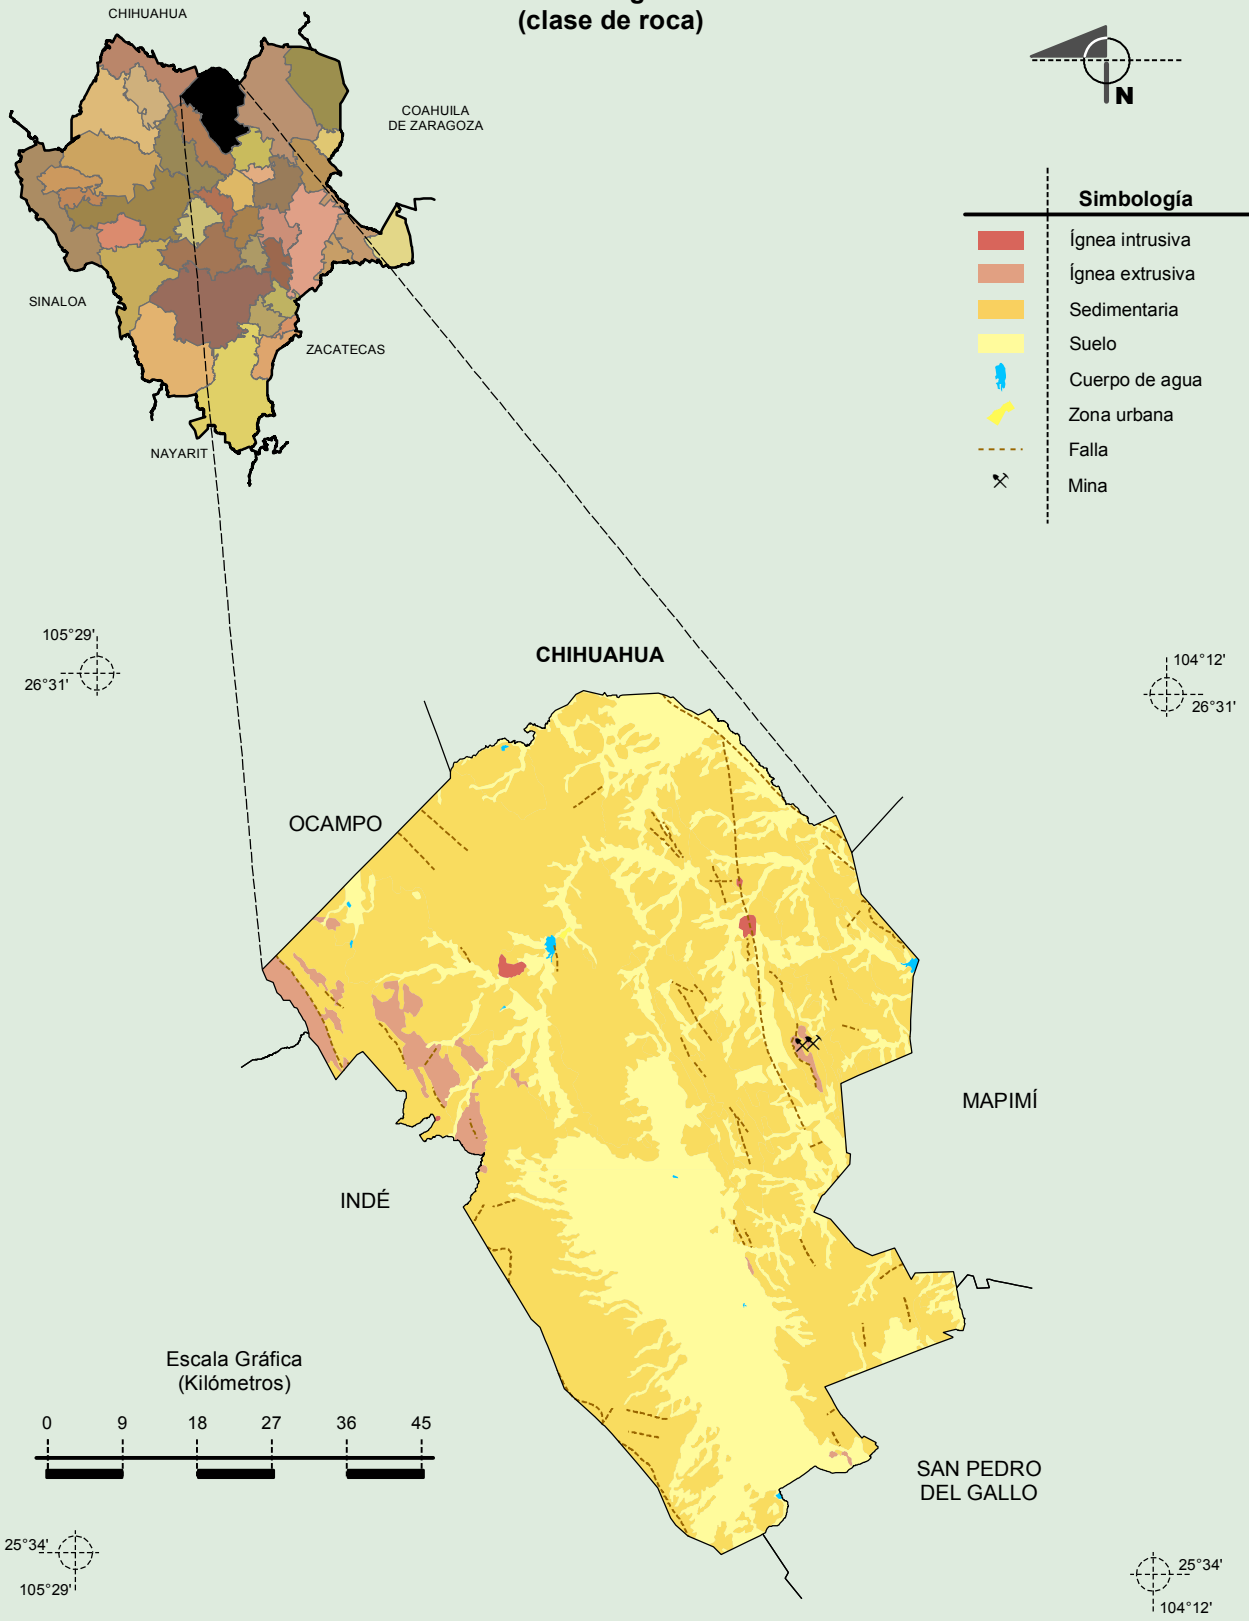 (clase de roca)
CHIHUAHUA
COAHUILA
DE ZARAGOZA
SINALOA
ZACATECAS
NAYARIT
N
Simbología
Ígnea intrusiva
Ígnea extrusiva
Sedimentaria
Suelo
Cuerpo de agua
Zona urbana
Falla
Mina
105°29'
26°31'
104°12'
26°31'
CHIHUAHUA
OCAMPO
MAPIMÍ
INDÉ
SAN PEDRO
DEL GALLO
Escala Gráfica
(Kilómetros)
0 9 18 27 36 45
25°34'
105°29'
25°34'
104°12'